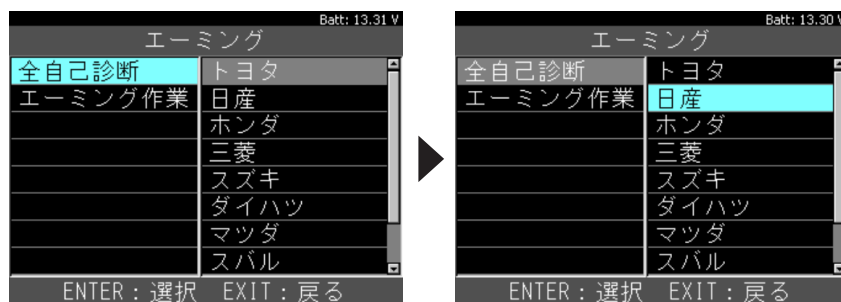 Batt: 13.31 V
エーミング
全自己診断
エーミング作業
トヨタ
日産
ホンダ
三菱
スズキ
ダイハツ
マツダ
スバル
ENTER：選択 EXIT：戻る
Batt: 13.30 V
エーミング
全自己診断
エーミング作業
トヨタ
日産
ホンダ
三菱
スズキ
ダイハツ
マツダ
スバル
ENTER：選択 EXIT：戻る